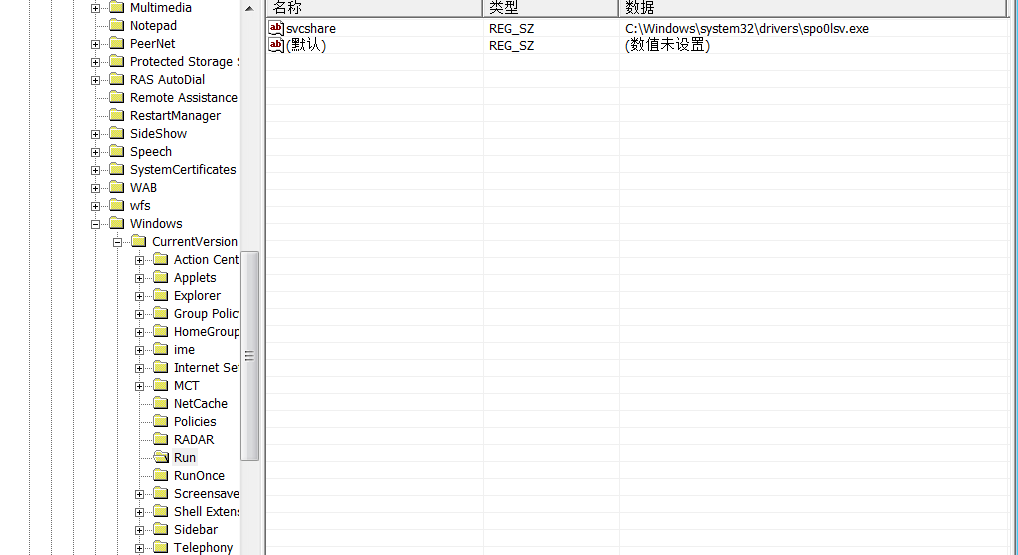 Multimedia
Notepad
PeerNet
Protected Storage S
RAS AutoDial
Remote Assistance
RestartManager
SideShow
Speech
SystemCertificates
WAB
wfs
Windows
CurrentVersion
Action Cent
Applets
Explorer
Group Polic
HomeGroup
ime
Internet Se
MCT
NetCache
Policies
RADAR
Run
RunOnce
Screensave
Shell Exten
Sidebar
Telephony
名称 类型 数据
ab svcshare REG_SZ C:\Windows\system32\drivers\spo0lsv.exe
ab (默认) REG_SZ (数值未设置)